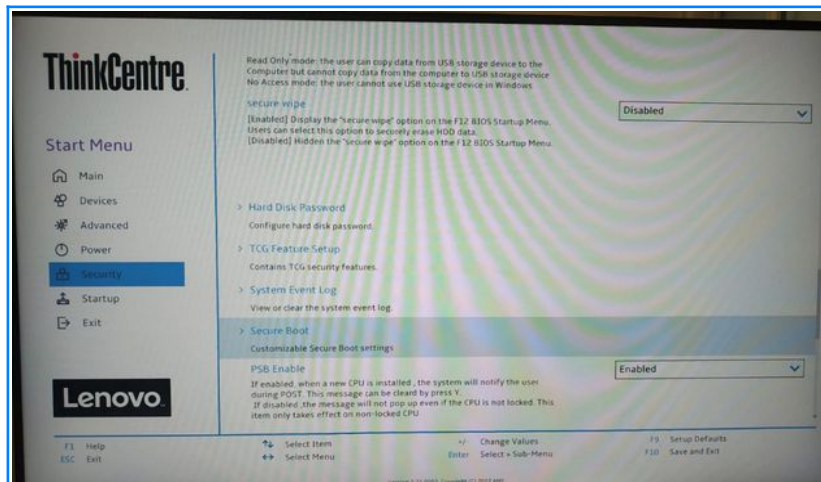 ThinkCentre
Start Menu
Main
Devices
Advanced
Power
Security
Startup
Exit
Lenovo
Read Only mode: the user can copy data from USB storage device to the
Computer but cannot copy data from the computer to USB storage device
No Access mode: the user cannot use USB storage device in Windows
secure wipe
Disabled
[Enabled] Display the "secure wipe" option on the F12 BIOS Startup Menu.
Users can select this option to securely erase HDD data.
[Disabled] Hidden the "secure wipe" option on the F12 BIOS Startup Menu.
> Hard Disk Password
Configure hard disk password.
> TCG Feature Setup
Contains TCG security features.
> System Event Log
View or clear the system event log.
> Secure Boot
Customizable Secure Boot settings
PSB Enable
Enabled
If enabled, when a new CPU is installed , the system will notify the user
during POST. This message can be cleard by press Y.
If disabled ,the message will not pop up even if the CPU is not locked. This
item only takes effect on non-locked CPU
F1 Help
ESC Exit
↑↓ Select Item
←→ Select Menu
+/- Change Values
Enter Select > Sub-Menu
F9 Setup Defaults
F10 Save and Exit